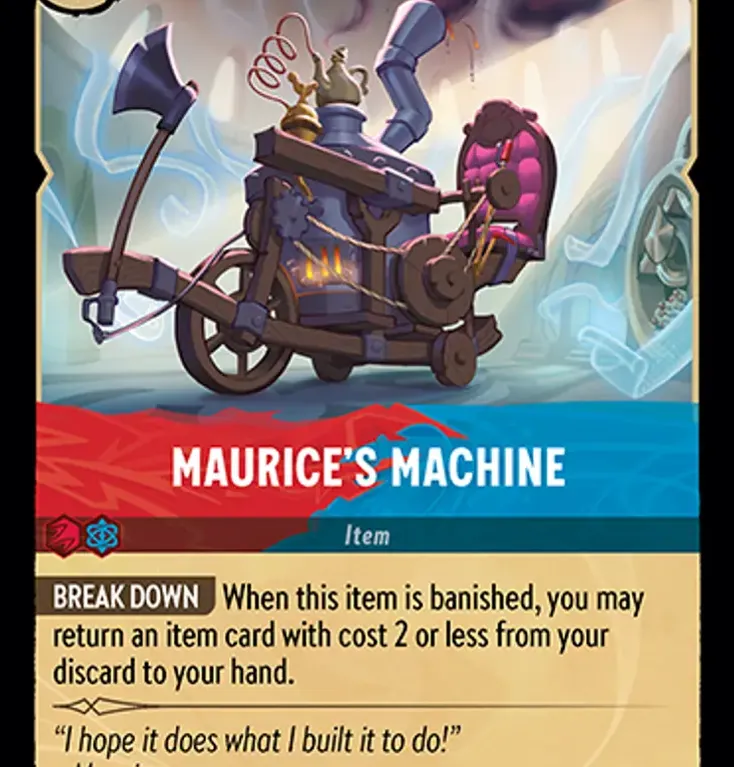 MAURICE'S MACHINE
Item
BREAK DOWN When this item is banished, you may
return an item card with cost 2 or less from your
discard to your hand.
“I hope it does what I built it to do!”